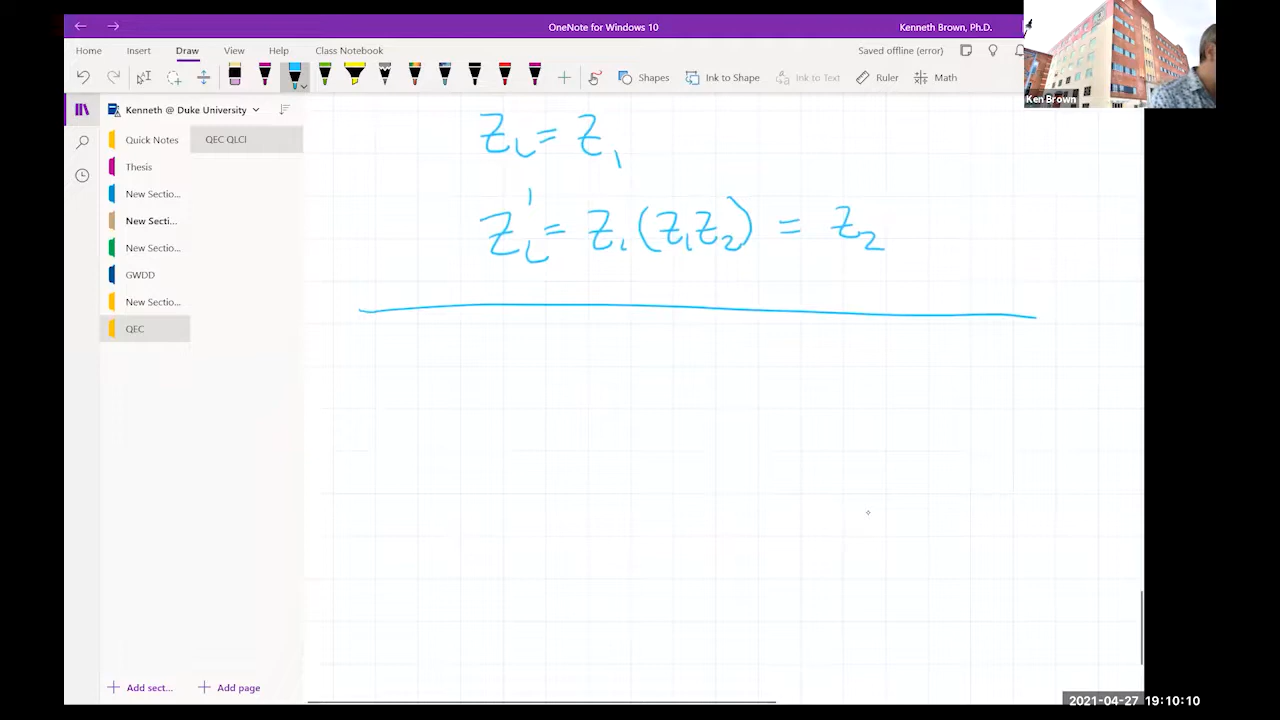 OneNote for Windows 10
Kenneth Brown, Ph.D.
Home Insert Draw View Help Class Notebook
Saved offline (error)
Shapes Ink to Shape Ink to Text Ruler Math
Ken Brown
Kenneth @ Duke University
Quick Notes
QEC QLCI
Thesis
New Sectio...
New Secti...
New Sectio...
GWDD
New Sectio...
QEC
Z_L = Z_1
Z_L' = Z_1 (Z_1 Z_2) = Z_2
Add sect...
Add page
2021-04-27 19:10:10